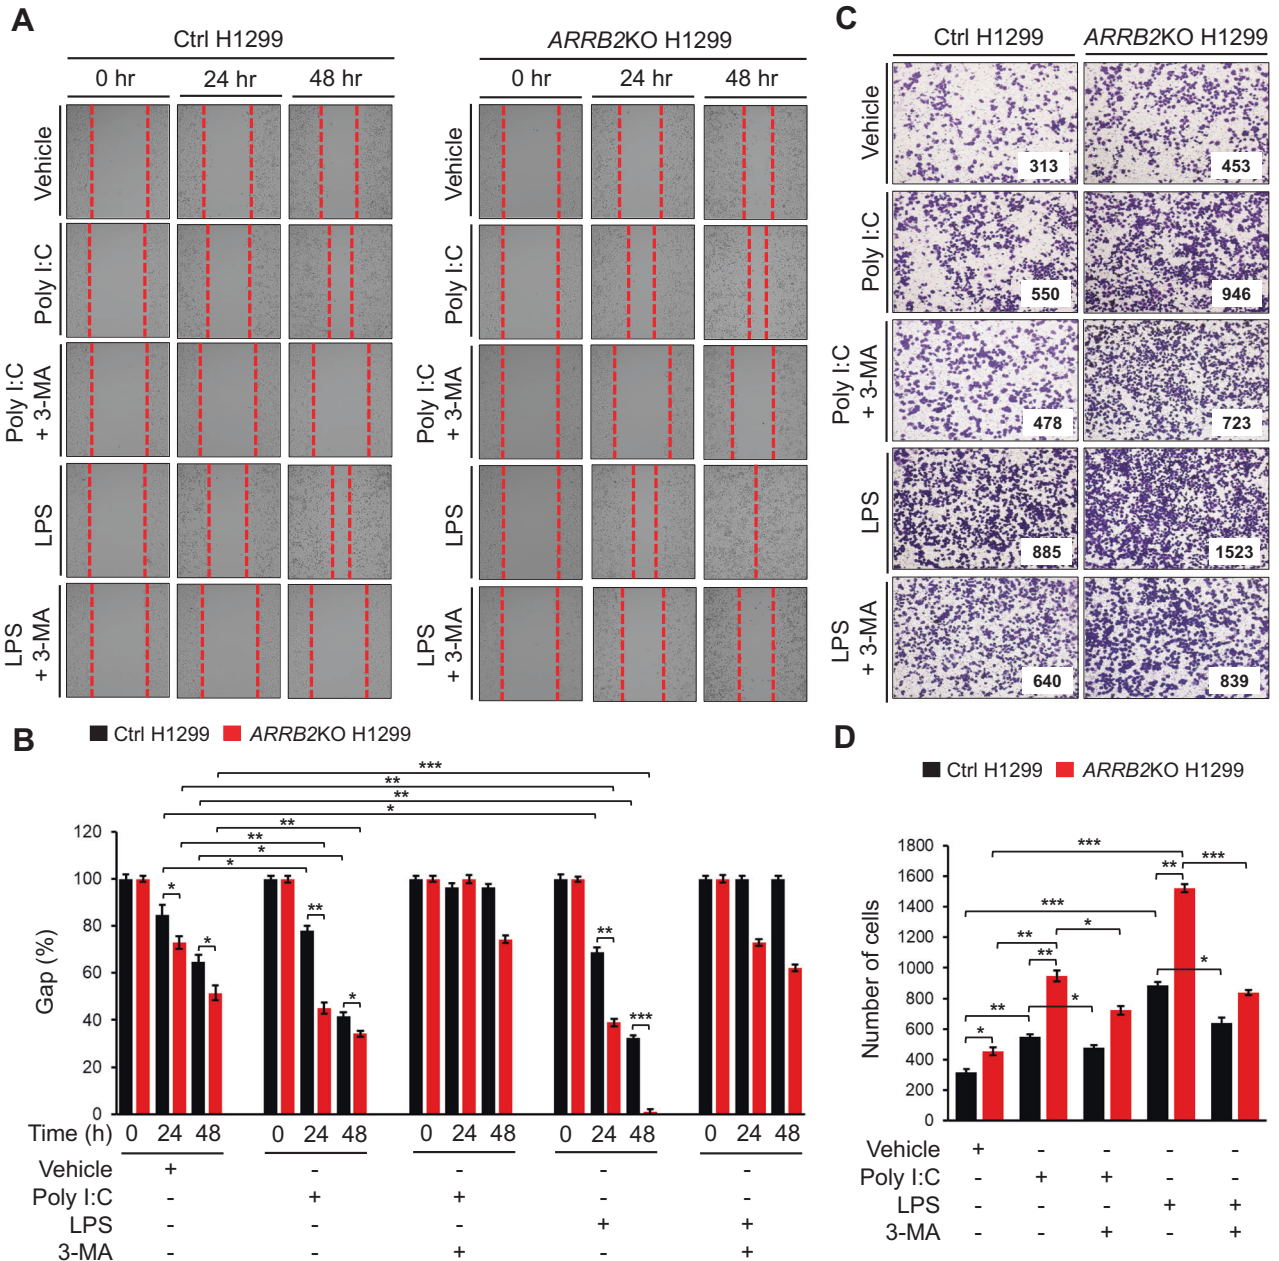 A
Ctrl H1299
ARRB2KO H1299
0 hr 24 hr 48 hr
0 hr 24 hr 48 hr
Vehicle
Poly I:C
Poly I:C
+ 3-MA
LPS
LPS
+ 3-MA
Vehicle
Poly I:C
Poly I:C
+ 3-MA
LPS
LPS
+ 3-MA
C
Ctrl H1299 ARRB2KO H1299
Vehicle
313 453
Poly I:C
550 946
Poly I:C
+ 3-MA
478 723
LPS
885 1523
LPS
+ 3-MA
640 839
B
Ctrl H1299 ARRB2KO H1299
***
**
**
*
**
**
*
*
* * ** * ** ***
Gap (%)
120
100
80
60
40
20
0
Time (h) 0 24 48 0 24 48 0 24 48 0 24 48 0 24 48
Vehicle + - - - -
Poly I:C - + + - -
LPS - - - + +
3-MA - - + - +
D
Ctrl H1299 ARRB2KO H1299
***
** ***
***
*
**
**
*
** *
*
Number of cells
1800
1600
1400
1200
1000
800
600
400
200
0
Vehicle + - - - -
Poly I:C - + + - -
LPS - - - + +
3-MA - - + - +